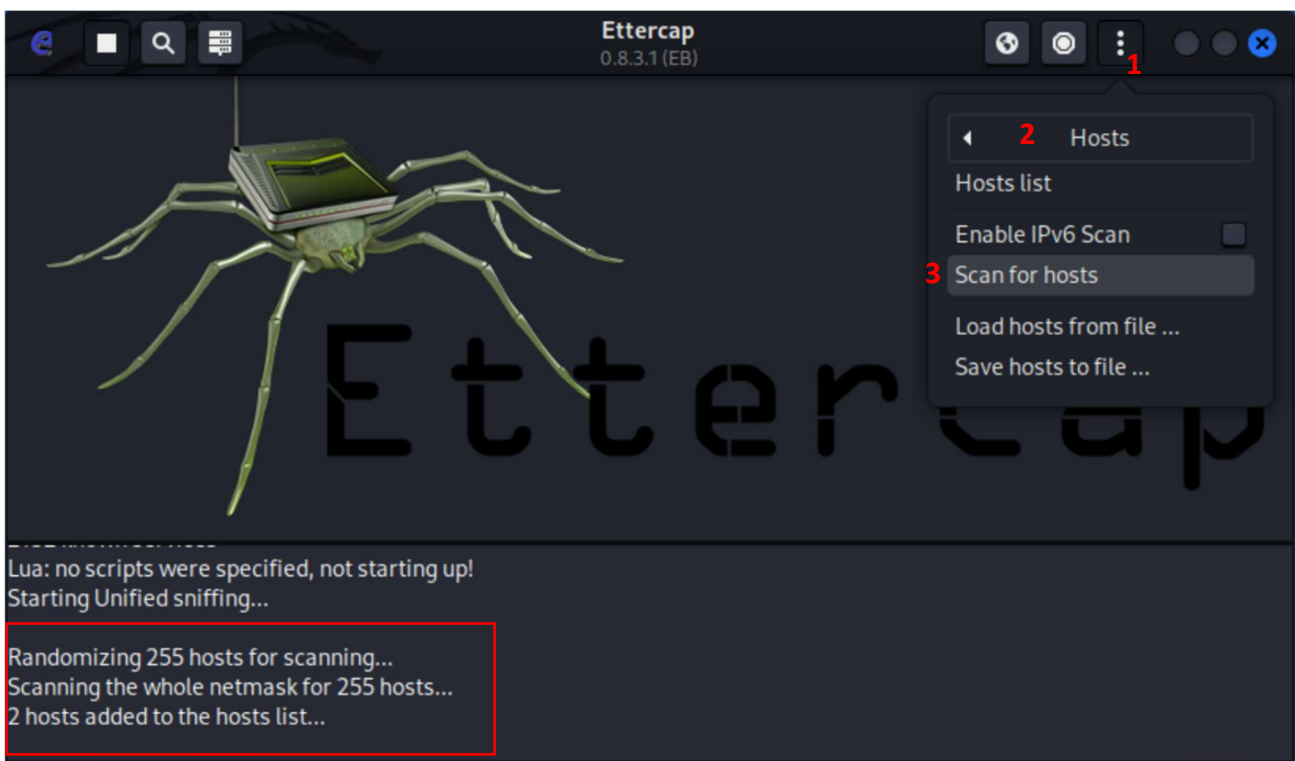 Ettercap
0.8.3.1 (EB)
1
2 Hosts
Hosts list
Enable IPv6 Scan
3 Scan for hosts
Load hosts from file ...
Save hosts to file ...
Ettercap
Lua: no scripts were specified, not starting up!
Starting Unified sniffing...
Randomizing 255 hosts for scanning...
Scanning the whole netmask for 255 hosts...
2 hosts added to the hosts list...